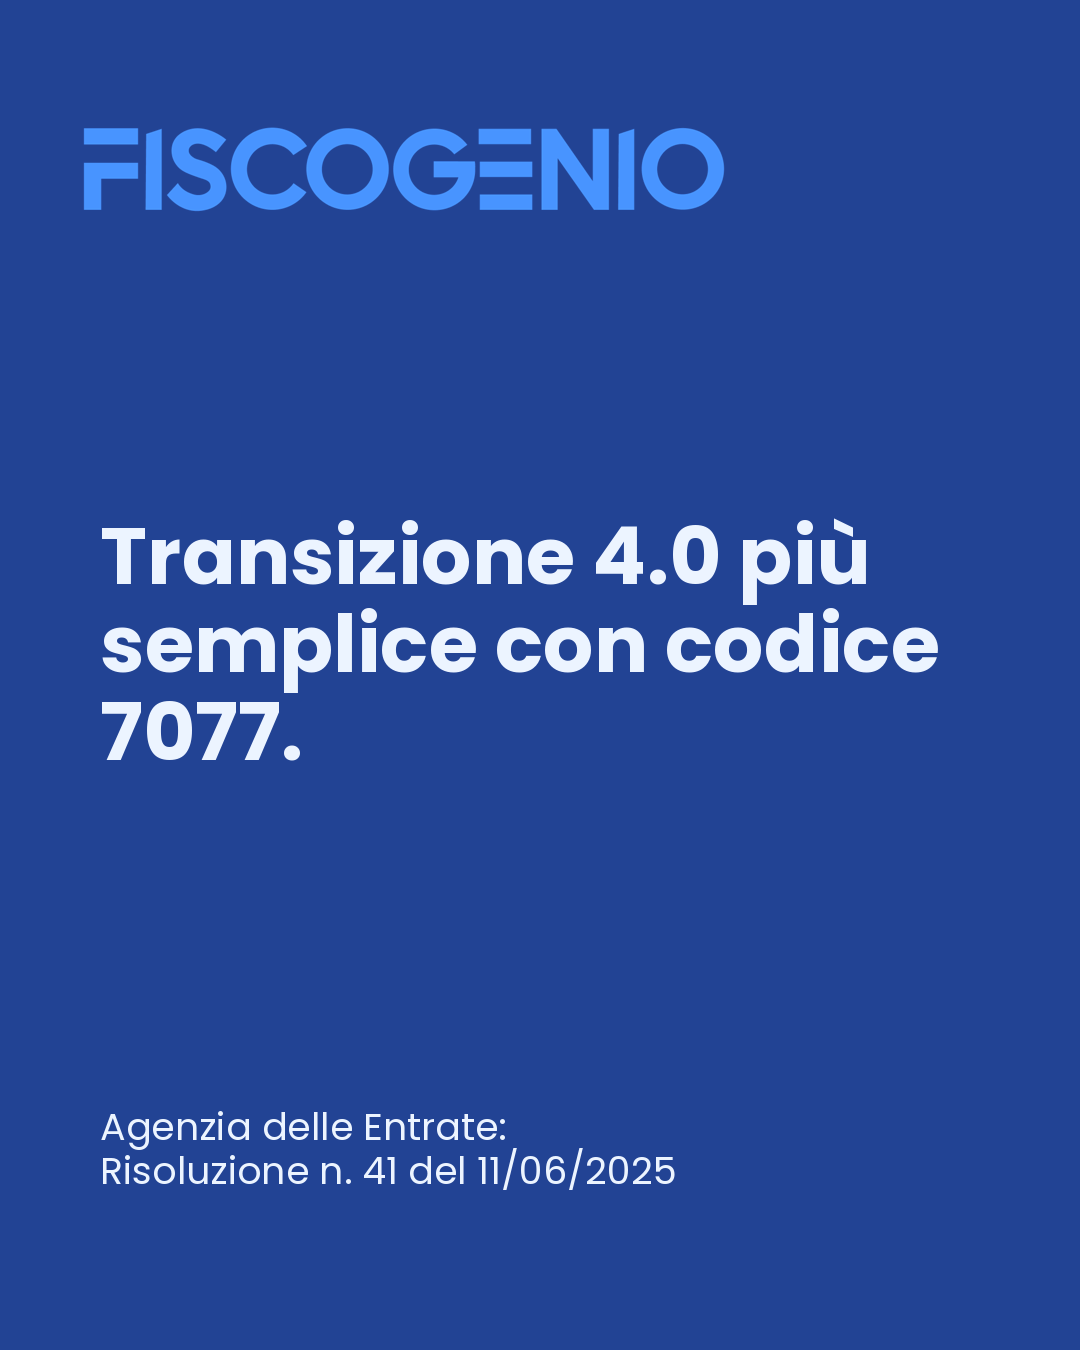 FISCOGENIO
Transizione 4.0 più
semplice con codice
7077.
Agenzia delle Entrate:
Risoluzione n. 41 del 11/06/2025